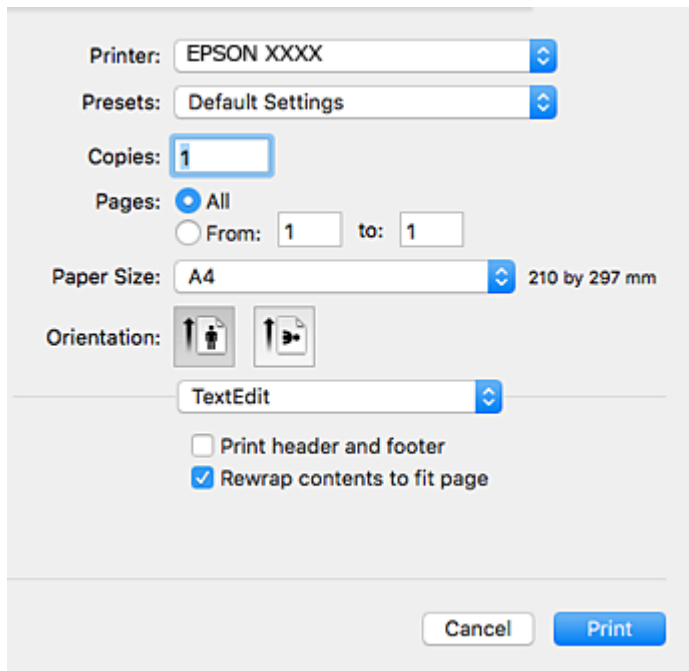 Printer: EPSON XXXX
Presets: Default Settings
Copies: 1
Pages: All
From: 1 to: 1
Paper Size: A4 210 by 297 mm
Orientation:
TextEdit
Print header and footer
Rewrap contents to fit page
Cancel Print